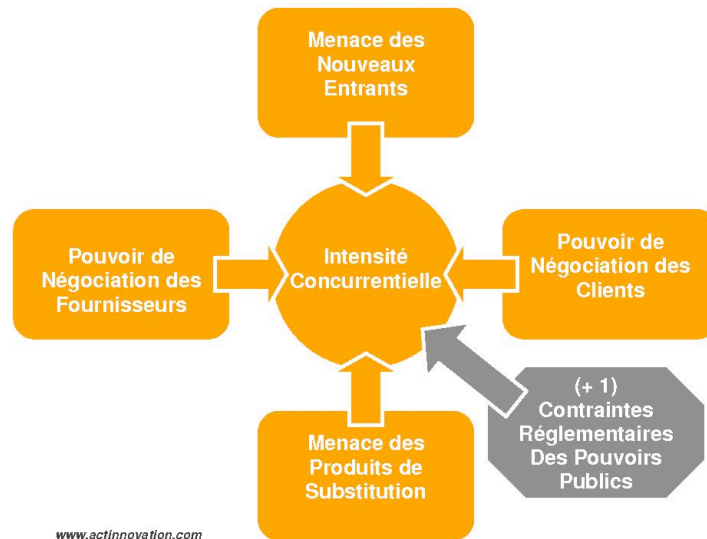 Menace des
Nouveaux
Entrants
Pouvoir de
Négociation des
Fournisseurs
Intensité
Concurrentielle
Pouvoir de
Négociation des
Clients
Menace des
Produits de
Substitution
(+ 1)
Contraintes
Réglementaires
Des Pouvoirs
Publics
www.actinnovation.com